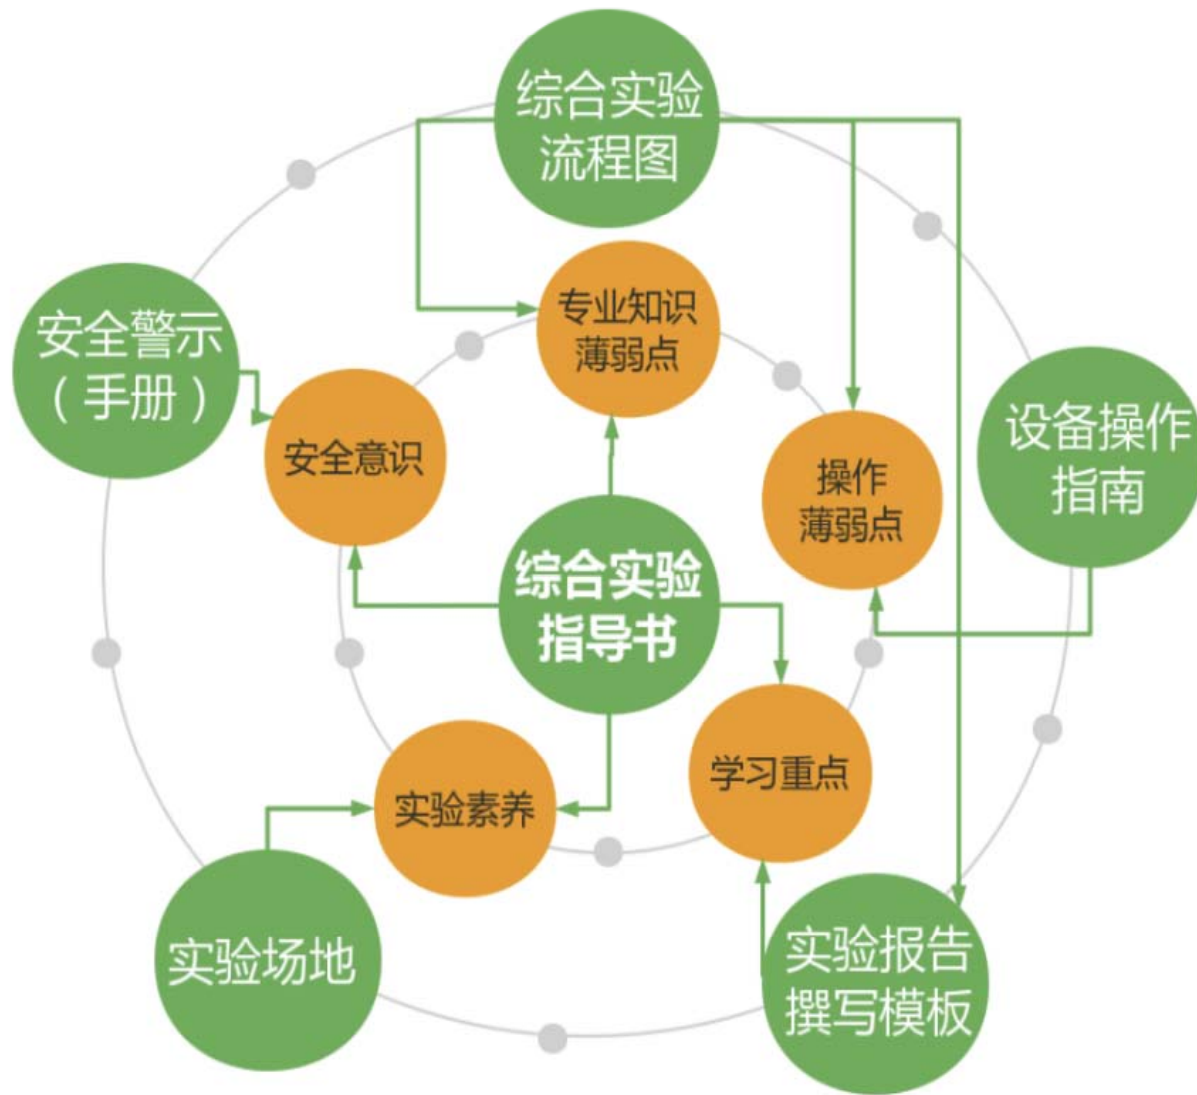 综合实验
流程图
专业知识
薄弱点
安全警示
（手册）
安全意识
设备操作
指南
操作
薄弱点
综合实验
指导书
学习重点
实验素养
实验场地
实验报告
撰写模板